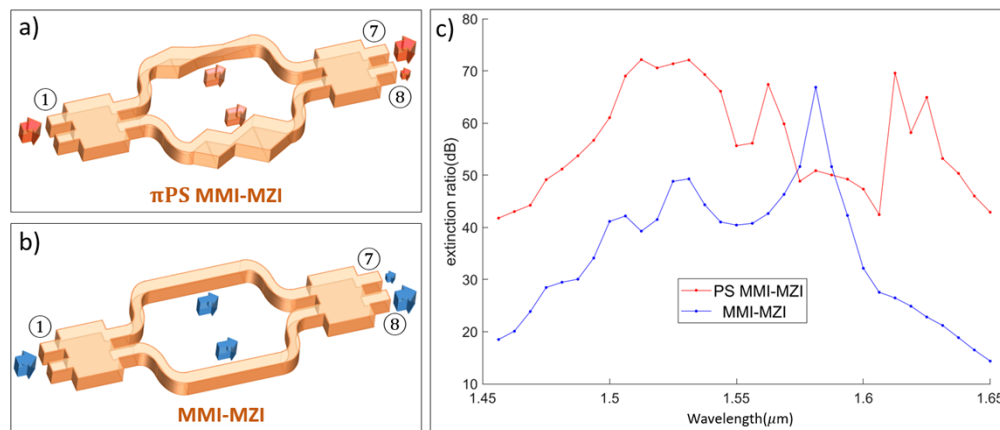 a)
①
⑦
⑧
πPS MMI-MZI
b)
①
⑦
⑧
MMI-MZI
c)
extinction ratio(dB)
80
70
60
50
40
30
20
10
PS MMI-MZI
MMI-MZI
1.45 1.5 1.55 1.6 1.65
Wavelength(μm)